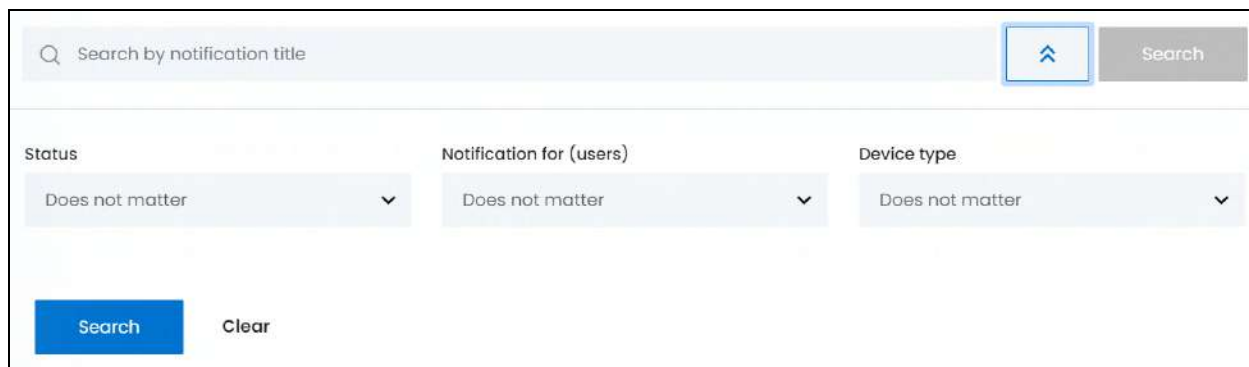 Search by notification title
Search
Status
Notification for (users)
Device type
Does not matter
Does not matter
Does not matter
Search
Clear